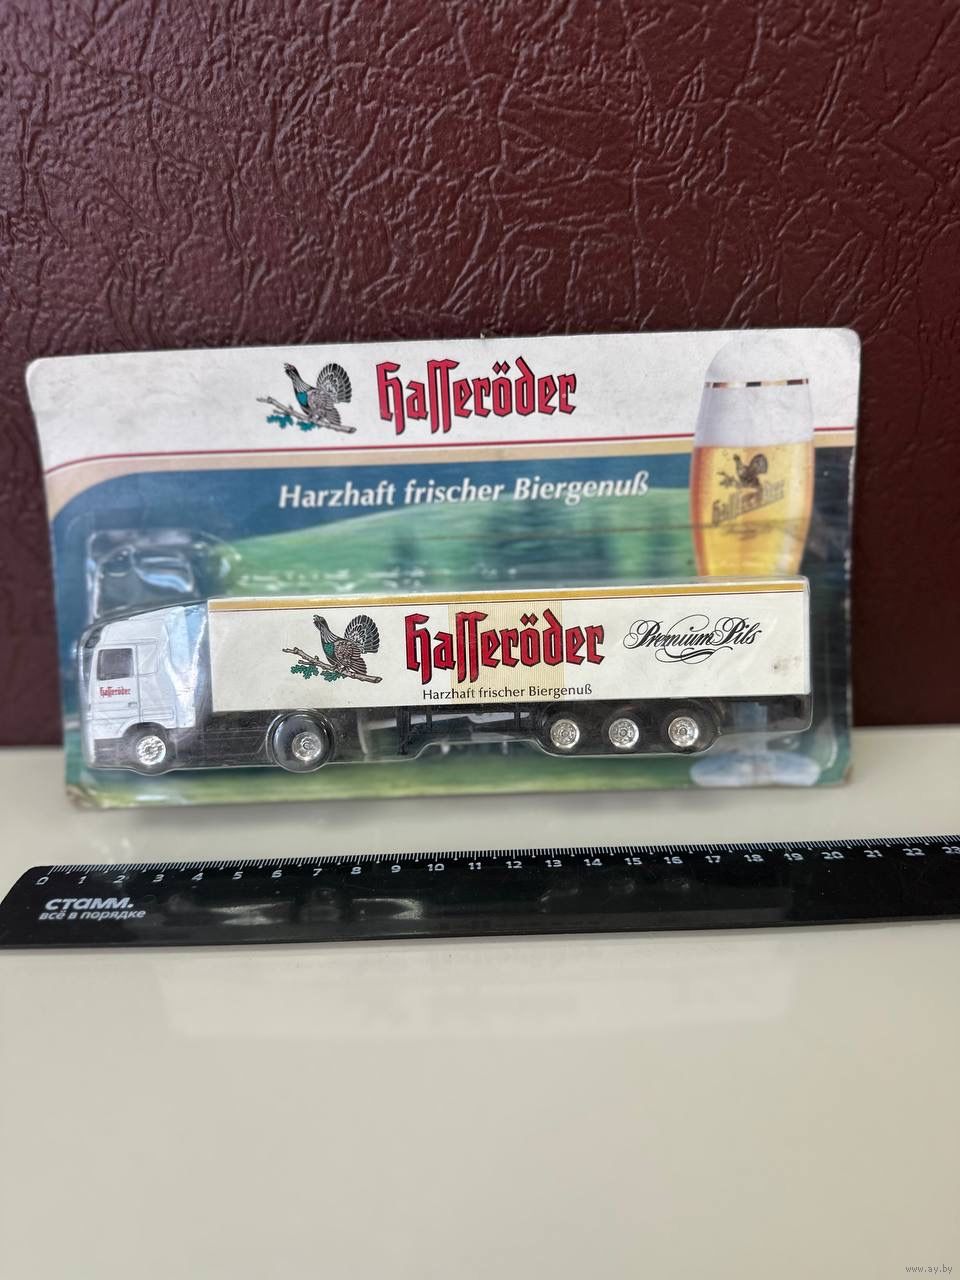 Hasseröder
Harzhaft frischer Biergenuß
Hasseröder
Hasseröder
Premium Pils
Harzhaft frischer Biergenuß
Hasseröder
0 1 2 3 4 5 6 7 8 9 10 11 12 13 14 15 16 17 18 19 20 21 22 23
стамм.
всё в порядке
www.ay.by